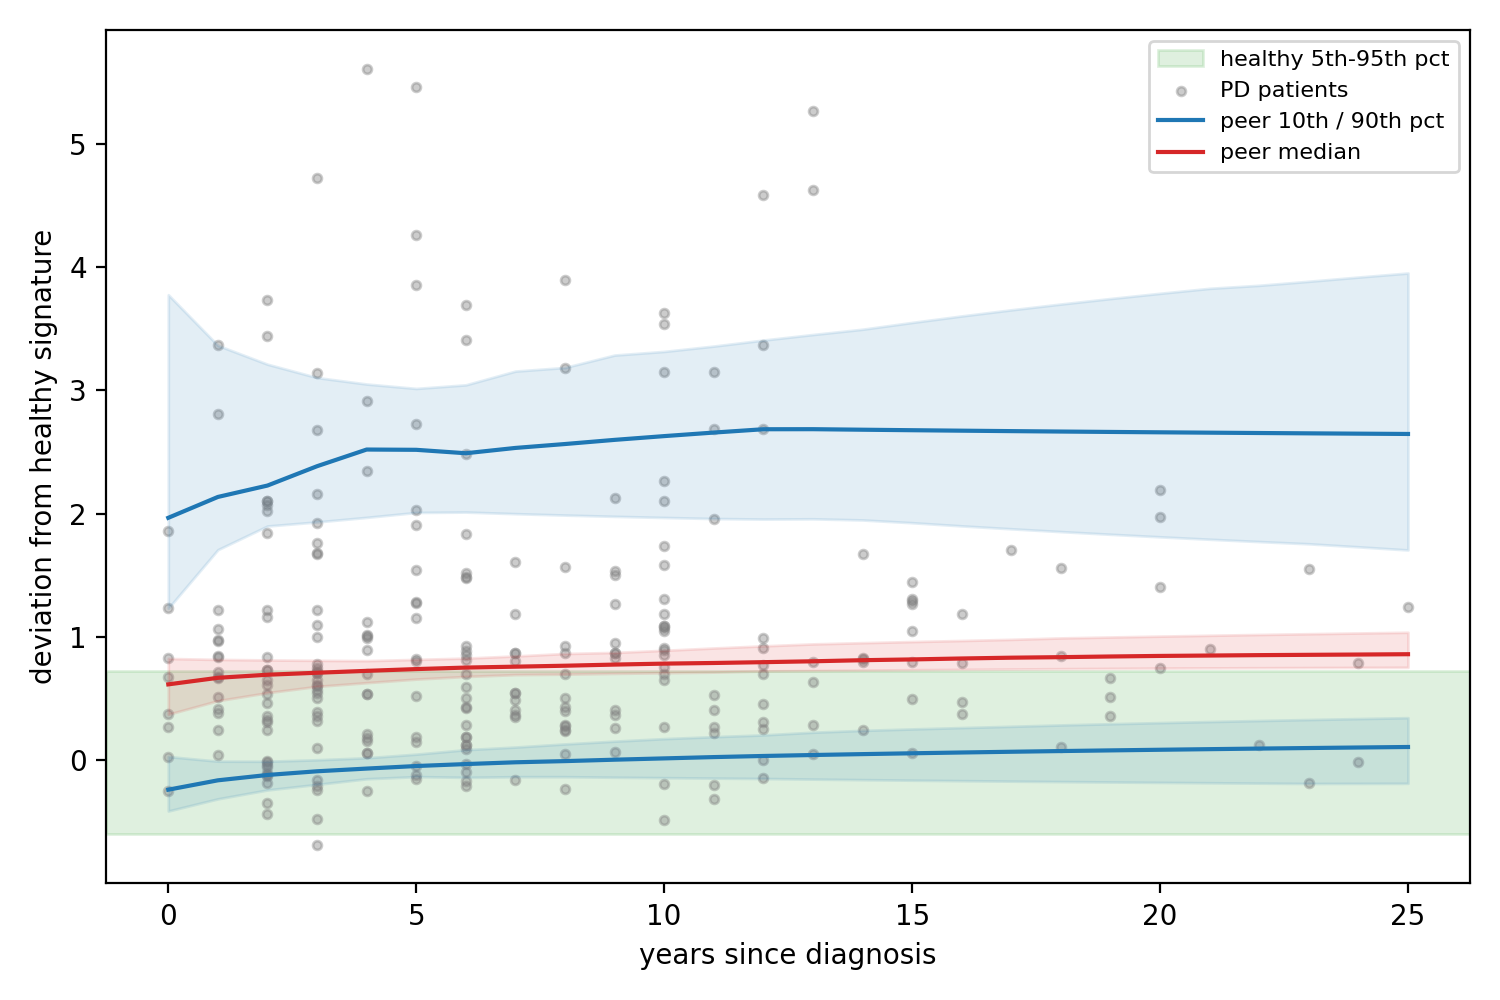 healthy 5th-95th pct
PD patients
peer 10th / 90th pct
peer median
deviation from healthy signature
5
4
3
2
1
0
0 5 10 15 20 25
years since diagnosis